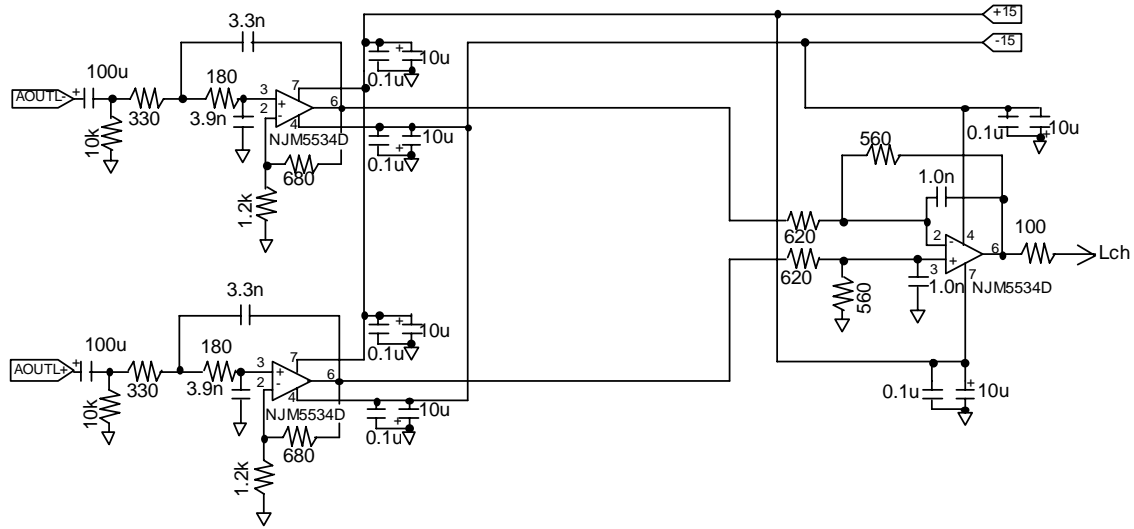 +15
3.3n
10u
-15
100u
180
7
0.1u
AOUTL-
+
3
2
+
-
6
330
3.9n
4
NJM5534D
10u
0.1u
10u
10k
680
0.1u
560
1.2k
1.0n
620
2
-
4
6
100
Lch
620
+
3
7
NJM5534D
1.0n
560
3.3n
10u
0.1u
100u
180
7
AOUTL+
+
3
2
+
-
6
330
3.9n
4
NJM5534D
10u
0.1u
10k
680
0.1u
10u
1.2k